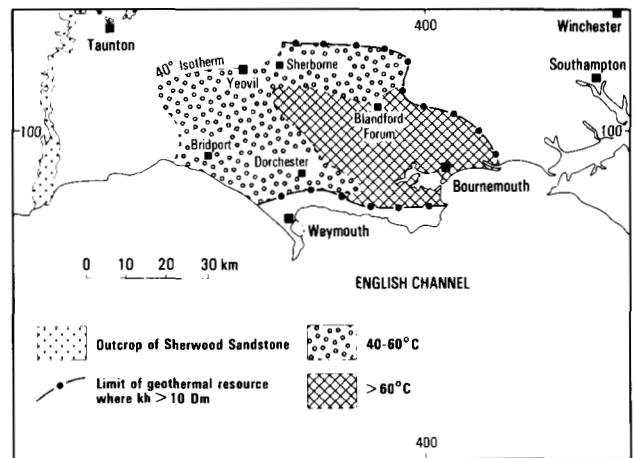 400
Winchester
Taunton
Southampton
40° Isotherm
Sherborne
Yeovil
100
100
Blandford
Forum
Bridport
Dorchester
Bournemouth
Weymouth
0 10 20 30 km
ENGLISH CHANNEL
Outcrop of Sherwood Sandstone
40-60°C
Limit of geothermal resource
where kh > 10 Dm
>60°C
400